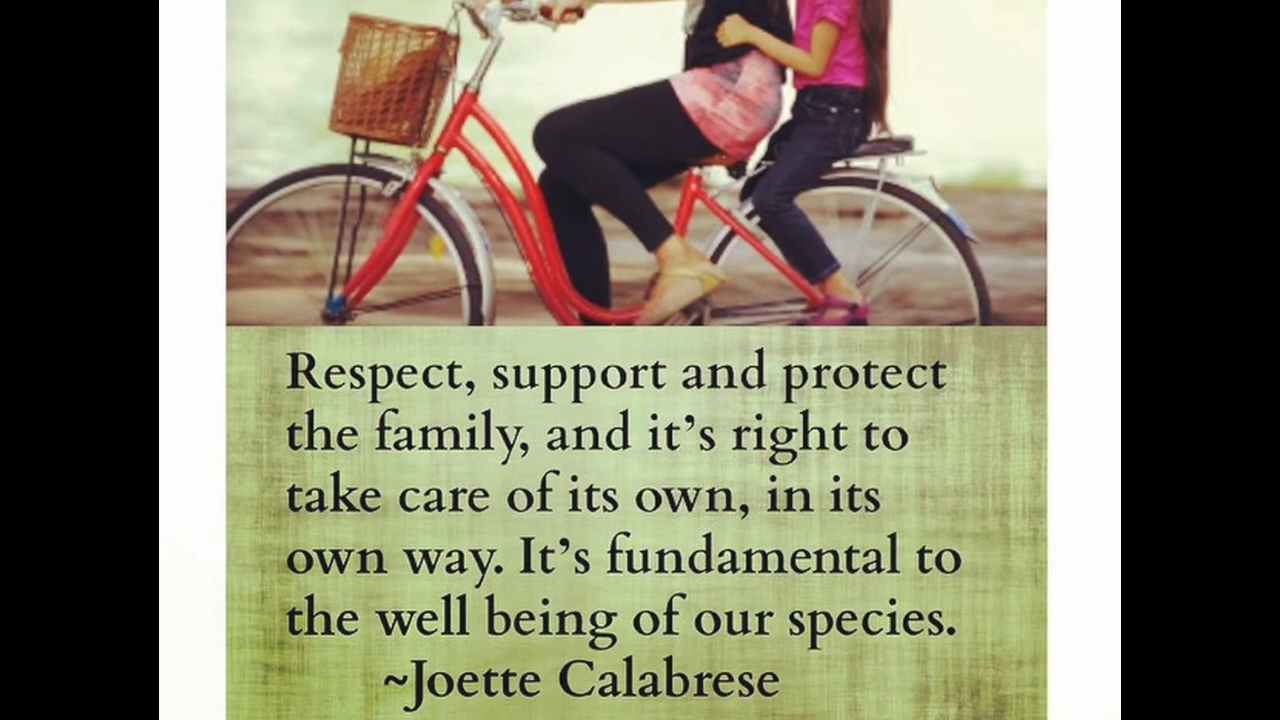 Respect, support and protect
the family, and it’s right to
take care of its own, in its
own way. It’s fundamental to
the well being of our species.
~Joette Calabrese